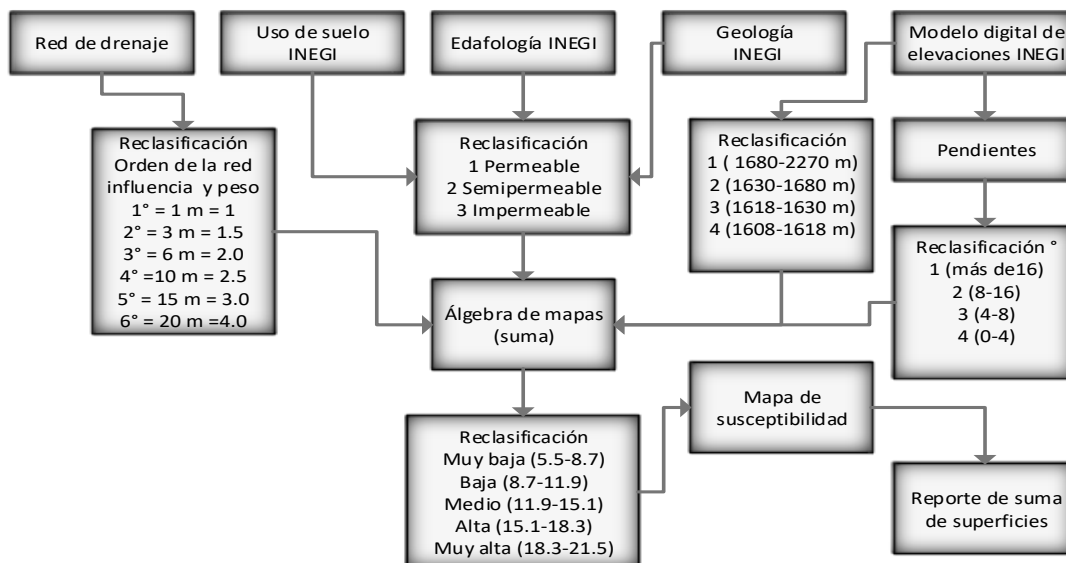 Red de drenaje
Uso de suelo
INEGI
Edafología INEGI
Geología
INEGI
Modelo digital de
elevaciones INEGI
Reclasificación
Orden de la red
influencia y peso
1° = 1 m = 1
2° = 3 m = 1.5
3° = 6 m = 2.0
4° =10 m = 2.5
5° = 15 m = 3.0
6° = 20 m =4.0
Reclasificación
1 Permeable
2 Semipermeable
3 Impermeable
Reclasificación
1 ( 1680-2270 m)
2 (1630-1680 m)
3 (1618-1630 m)
4 (1608-1618 m)
Pendientes
Reclasificación °
1 (más de16)
2 (8-16)
3 (4-8)
4 (0-4)
Álgebra de mapas
(suma)
Reclasificación
Muy baja (5.5-8.7)
Baja (8.7-11.9)
Medio (11.9-15.1)
Alta (15.1-18.3)
Muy alta (18.3-21.5)
Mapa de
susceptibilidad
Reporte de suma
de superficies